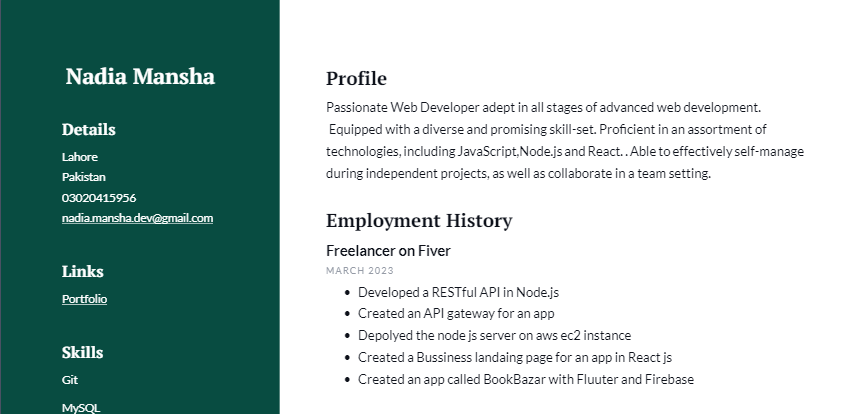 Nadia Mansha
Details
Lahore
Pakistan
03020415956
nadia.mansha.dev@gmail.com
Links
Portfolio
Skills
Git
MySQL
Profile
Passionate Web Developer adept in all stages of advanced web development.
Equipped with a diverse and promising skill-set. Proficient in an assortment of
technologies, including JavaScript,Node.js and React. . Able to effectively self-manage
during independent projects, as well as collaborate in a team setting.
Employment History
Freelancer on Fiver
MARCH 2023
• Developed a RESTful API in Node.js
• Created an API gateway for an app
• Depolyed the node js server on aws ec2 instance
• Created a Bussiness landaing page for an app in React js
• Created an app called BookBazar with Fluuter and Firebase